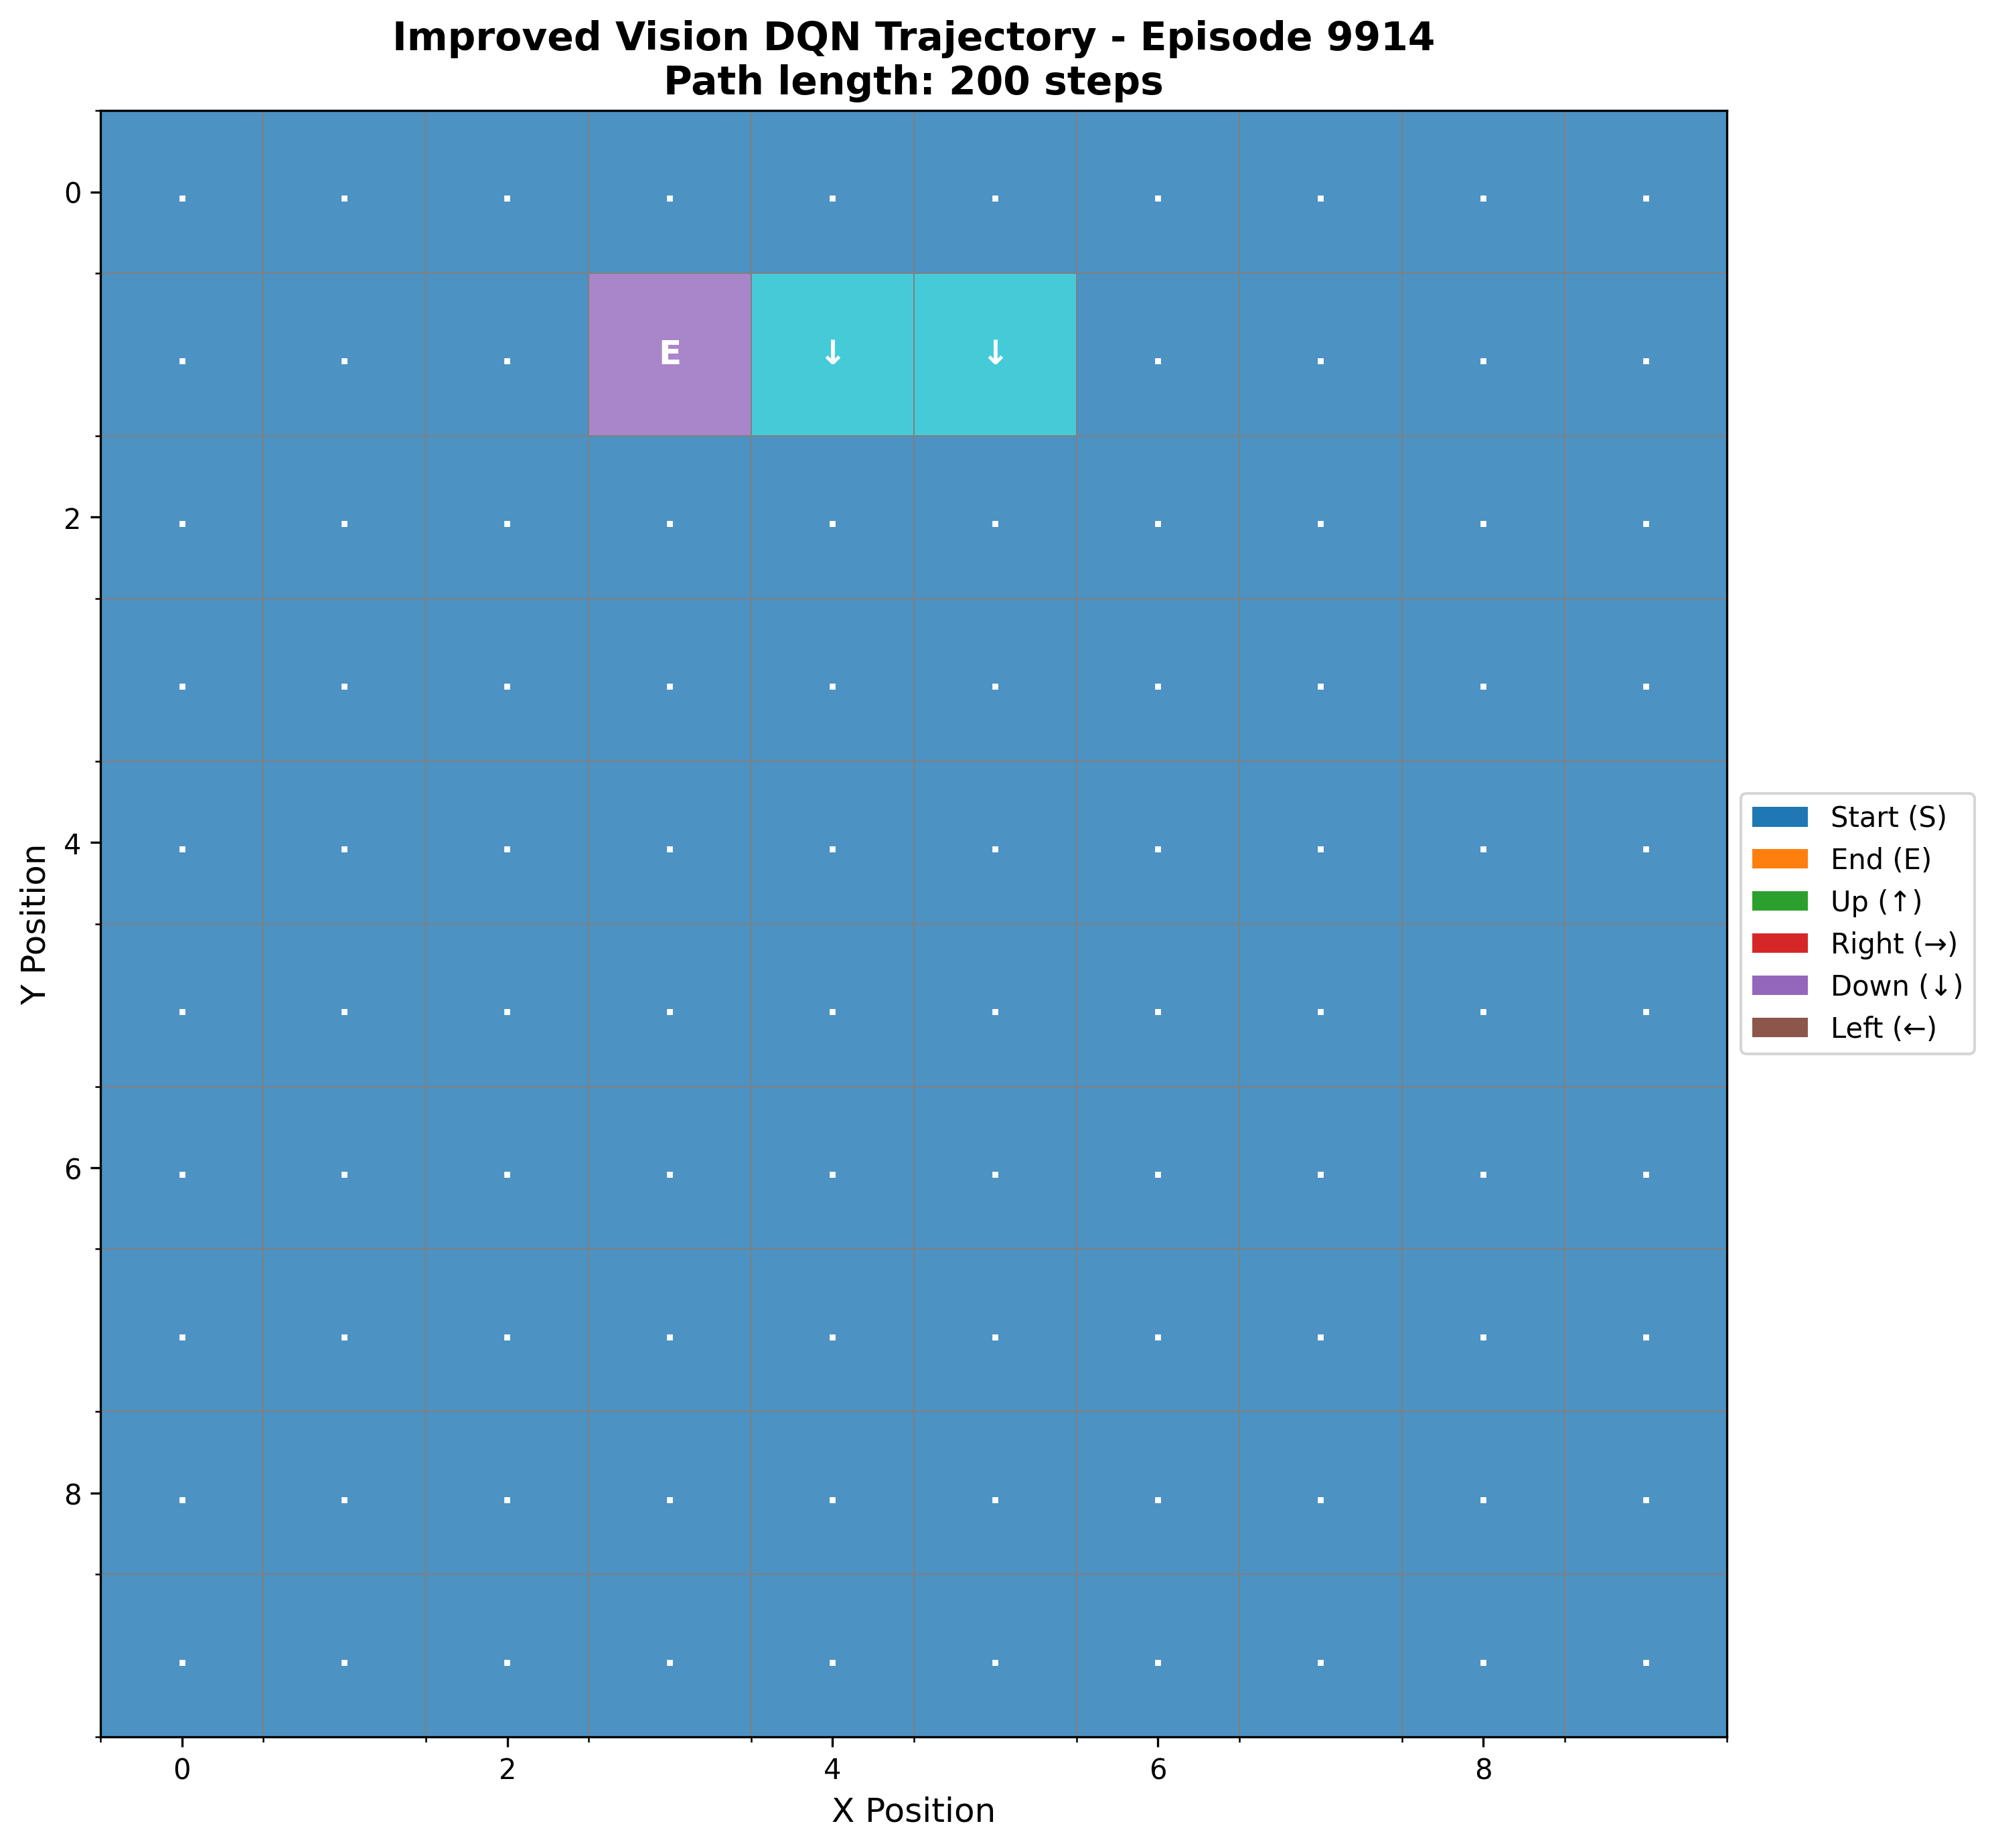 Improved Vision DQN Trajectory - Episode 9914
Path length: 200 steps
0
2
4
6
8
Y Position
E ↓ ↓
0 2 4 6 8
X Position
Start (S)
End (E)
Up (↑)
Right (→)
Down (↓)
Left (←)